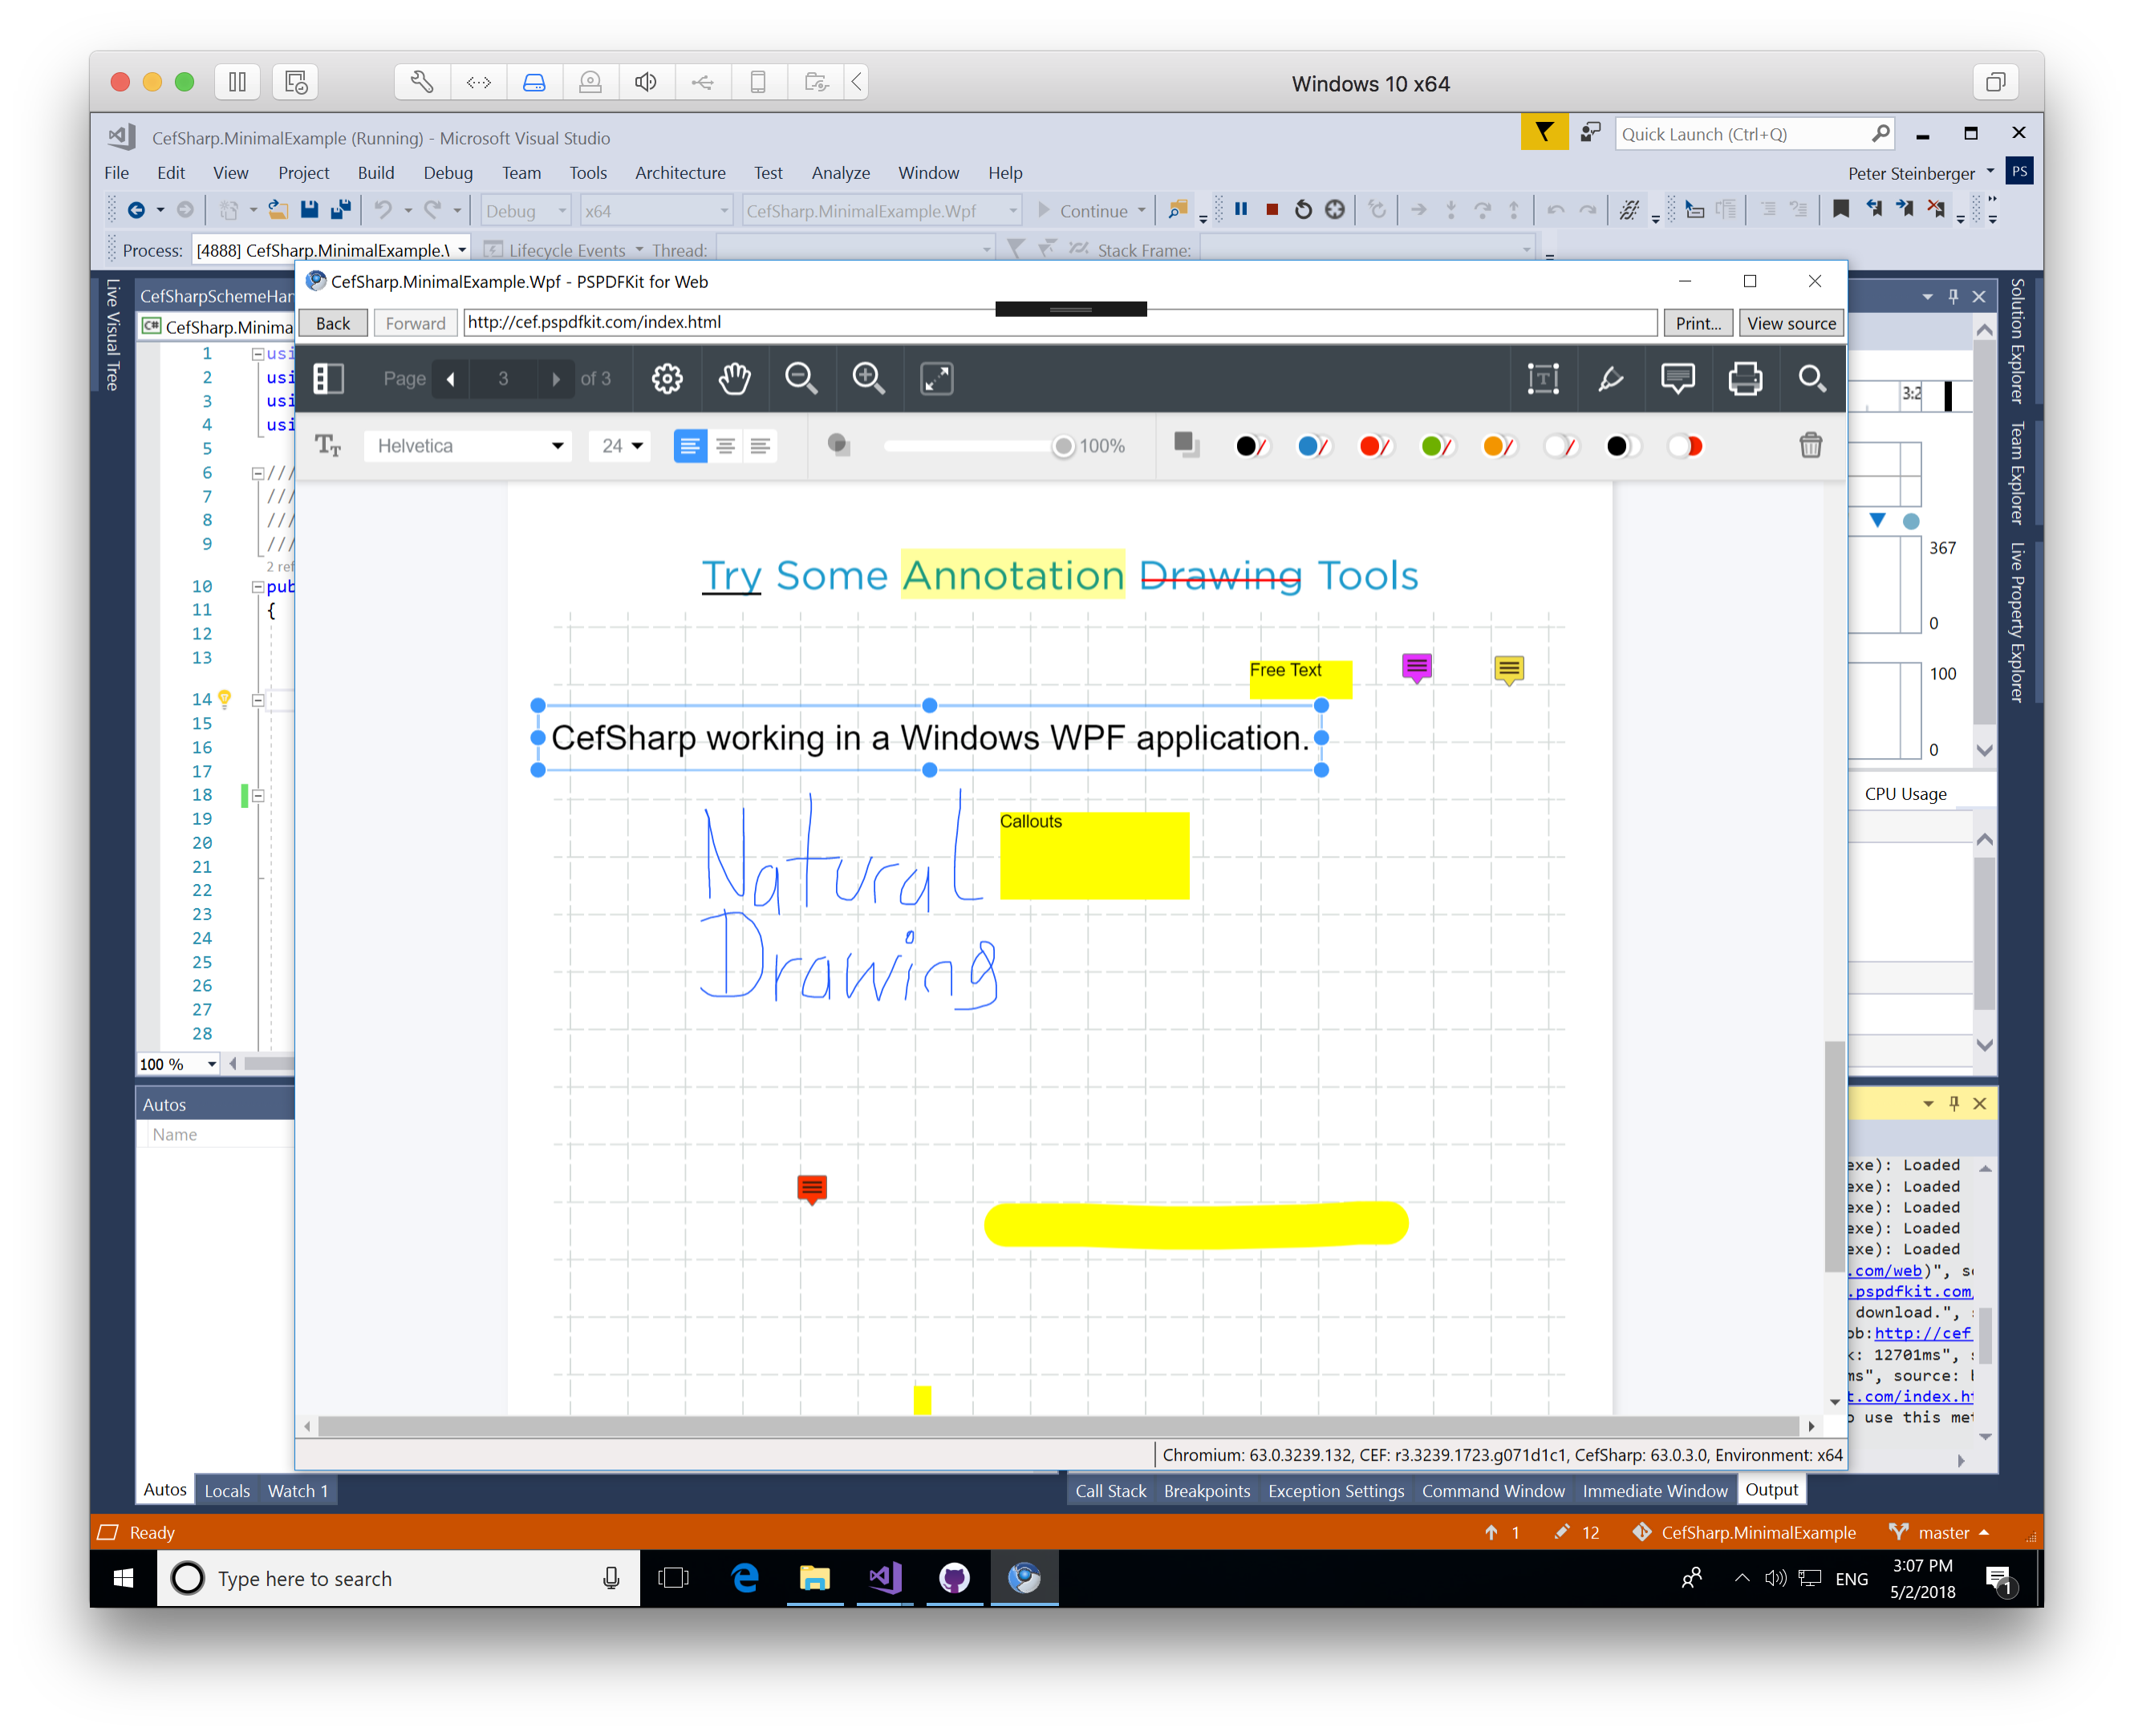 Windows 10 x64
CefSharp.MinimalExample (Running) - Microsoft Visual Studio
Quick Launch (Ctrl+Q)
File Edit View Project Build Debug Team Tools Architecture Test Analyze Window Help
Peter Steinberger PS
Debug x64 CefSharp.MinimalExample.Wpf Continue
Process: [4888] CefSharp.MinimalExample.\ Lifecycle Events Thread: Stack Frame:
Live Visual Tree
CefSharpSchemeHan
C# CefSharp.Minima
1 usi
2 usi
3 usi
4 usi
5
6 ///
7 ///
8 ///
9 ///
2 ref
10 pub
11 {
12
13
14
15
16
17
18
19
20
21
22
23
24
25
26
27
28
100 %
CefSharp.MinimalExample.Wpf - PSPDFKit for Web
Back Forward http://cef.pspdfkit.com/index.html Print... View source
Page 3 of 3
Helvetica 24 100%
Try Some Annotation Drawing Tools
Free Text
CefSharp working in a Windows WPF application.
Callouts
Natural
Drawing
Chromium: 63.0.3239.132, CEF: r3.3239.1723.g071d1c1, CefSharp: 63.0.3.0, Environment: x64
Solution Explorer
Team Explorer
Live Property Explorer
3:2
367
0
100
0
CPU Usage
exe): Loaded
exe): Loaded
exe): Loaded
exe): Loaded
exe): Loaded
.com/web)", s
.pspdfkit.com/
download.",
ob:http://cef.
k: 12701ms",
ms", source:
t.com/index.ht
o use this met
Autos
Name
Autos Locals Watch 1
Call Stack Breakpoints Exception Settings Command Window Immediate Window Output
Ready
1 12 CefSharp.MinimalExample master
Type here to search
ENG
3:07 PM
5/2/2018
1